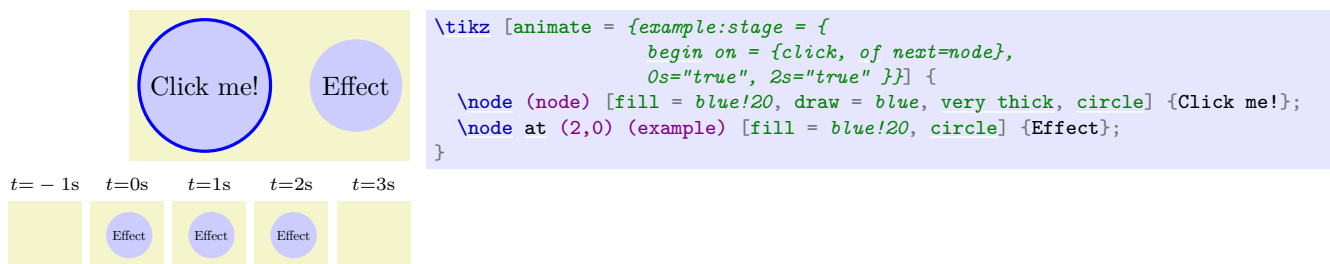 Click me!
Effect
t=−1s t=0s t=1s t=2s t=3s
Effect Effect Effect
\tikz [animate = {example:stage = {
begin on = {click, of next=node},
0s="true", 2s="true" }}] {
\node (node) [fill = blue!20, draw = blue, very thick, circle] {Click me!};
\node at (2,0) (example) [fill = blue!20, circle] {Effect};
}